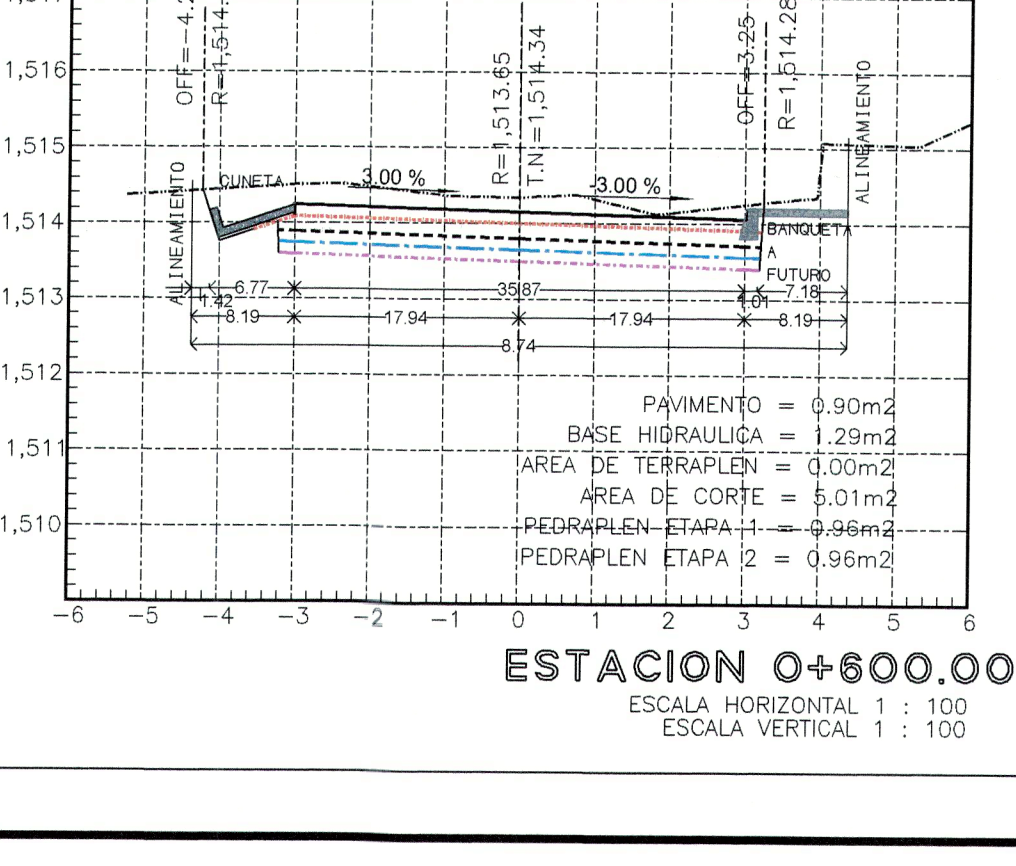 OFF=-4.2
R=1,514.
R=1,513.65
T.N.=1,514.34
OFF=3.25
R=1,514.28
1,516
1,515
1,514
1,513
1,512
1,511
1,510
ALINEAMIENTO
CUNETA
3.00 %
-3.00 %
ALINEAMIENTO
BANQUETA
A
FUTURO
6.77
35.87
7.18
1.42
1.01
8.19
17.94
17.94
8.19
8.74
PAVIMENTO = 0.90m2
BASE HIDRAULICA = 1.29m2
AREA DE TERRAPLEN = 0.00m2
AREA DE CORTE = 5.01m2
PEDRAPLEN ETAPA 1 = 0.96m2
PEDRAPLEN ETAPA 2 = 0.96m2
-6 -5 -4 -3 -2 -1 0 1 2 3 4 5 6
ESTACION 0+600.00
ESCALA HORIZONTAL 1 : 100
ESCALA VERTICAL 1 : 100